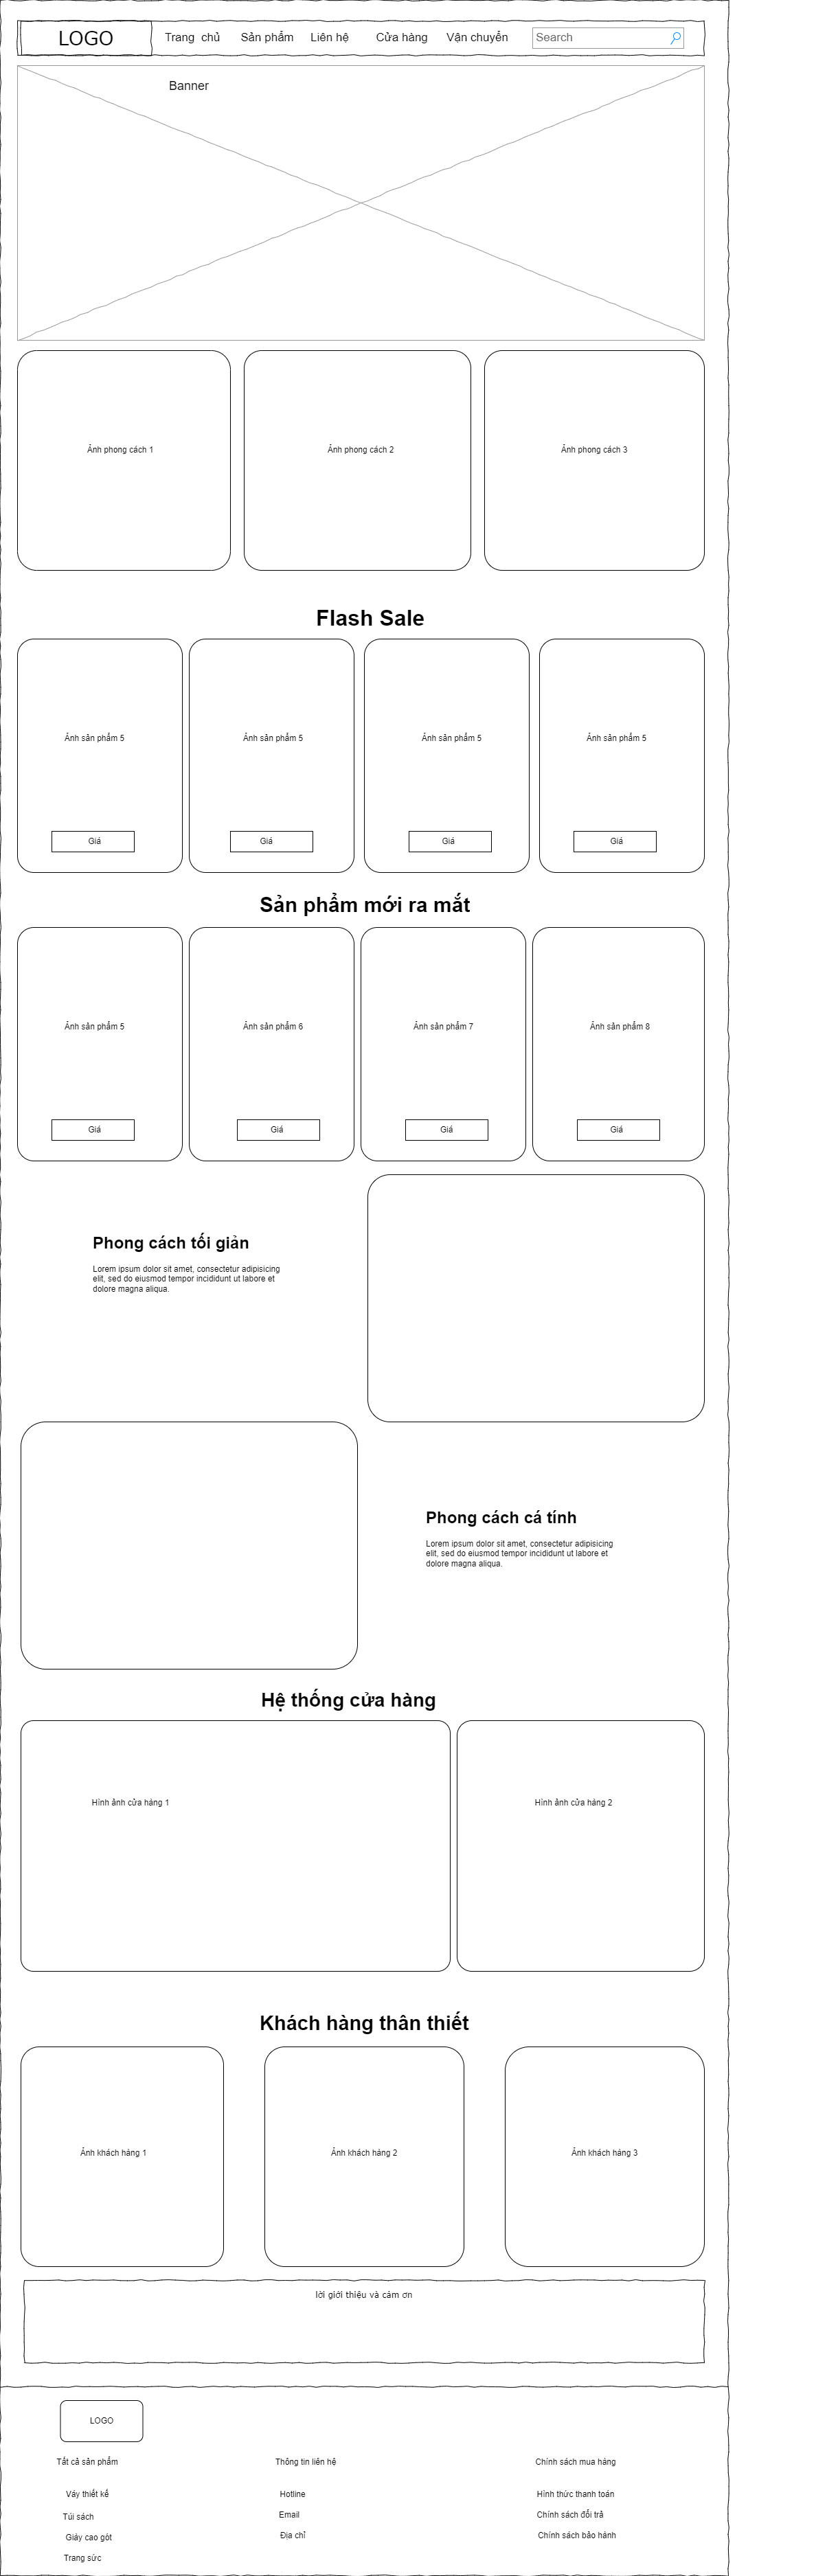 LOGO
Trang chủ
Sản phẩm
Liên hệ
Cửa hàng
Vận chuyển
Search
Banner
Ảnh phong cách 1
Ảnh phong cách 2
Ảnh phong cách 3
Flash Sale
Ảnh sản phẩm 5
Ảnh sản phẩm 5
Ảnh sản phẩm 5
Ảnh sản phẩm 5
Giá
Giá
Giá
Giá
Sản phẩm mới ra mắt
Ảnh sản phẩm 5
Ảnh sản phẩm 6
Ảnh sản phẩm 7
Ảnh sản phẩm 8
Giá
Giá
Giá
Giá
Phong cách tối giản
Lorem ipsum dolor sit amet, consectetur adipisicing
elit, sed do eiusmod tempor incididunt ut labore et
dolore magna aliqua.
Phong cách cá tính
Lorem ipsum dolor sit amet, consectetur adipisicing
elit, sed do eiusmod tempor incididunt ut labore et
dolore magna aliqua.
Hệ thống cửa hàng
Hình ảnh cửa hàng 1
Hình ảnh cửa hàng 2
Khách hàng thân thiết
Ảnh khách hàng 1
Ảnh khách hàng 2
Ảnh khách hàng 3
lời giới thiệu và cảm ơn
LOGO
Tất cả sản phẩm
Váy thiết kế
Túi sách
Giày cao gót
Trang sức
Thông tin liên hệ
Hotline
Email
Địa chỉ
Chính sách mua hàng
Hình thức thanh toán
Chính sách đổi trả
Chính sách bảo hành